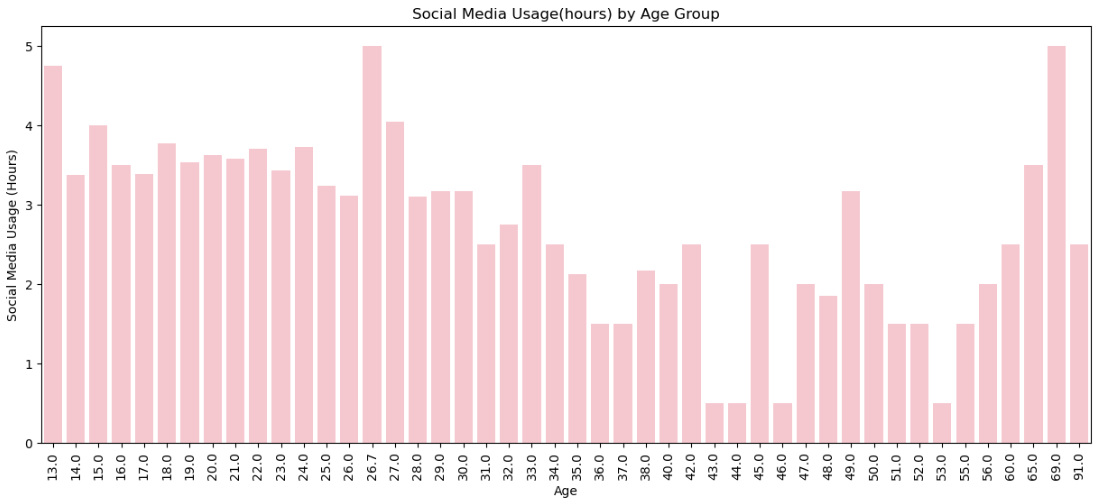 Social Media Usage(hours) by Age Group
Social Media Usage (Hours)
5
4
3
2
1
0
13.0 14.0 15.0 16.0 17.0 18.0 19.0 20.0 21.0 22.0 23.0 24.0 25.0 26.0 26.7 27.0 28.0 29.0 30.0 31.0 32.0 33.0 34.0 35.0 36.0 37.0 38.0 40.0 42.0 43.0 44.0 45.0 46.0 47.0 48.0 49.0 50.0 51.0 52.0 53.0 55.0 56.0 60.0 65.0 69.0 91.0
Age